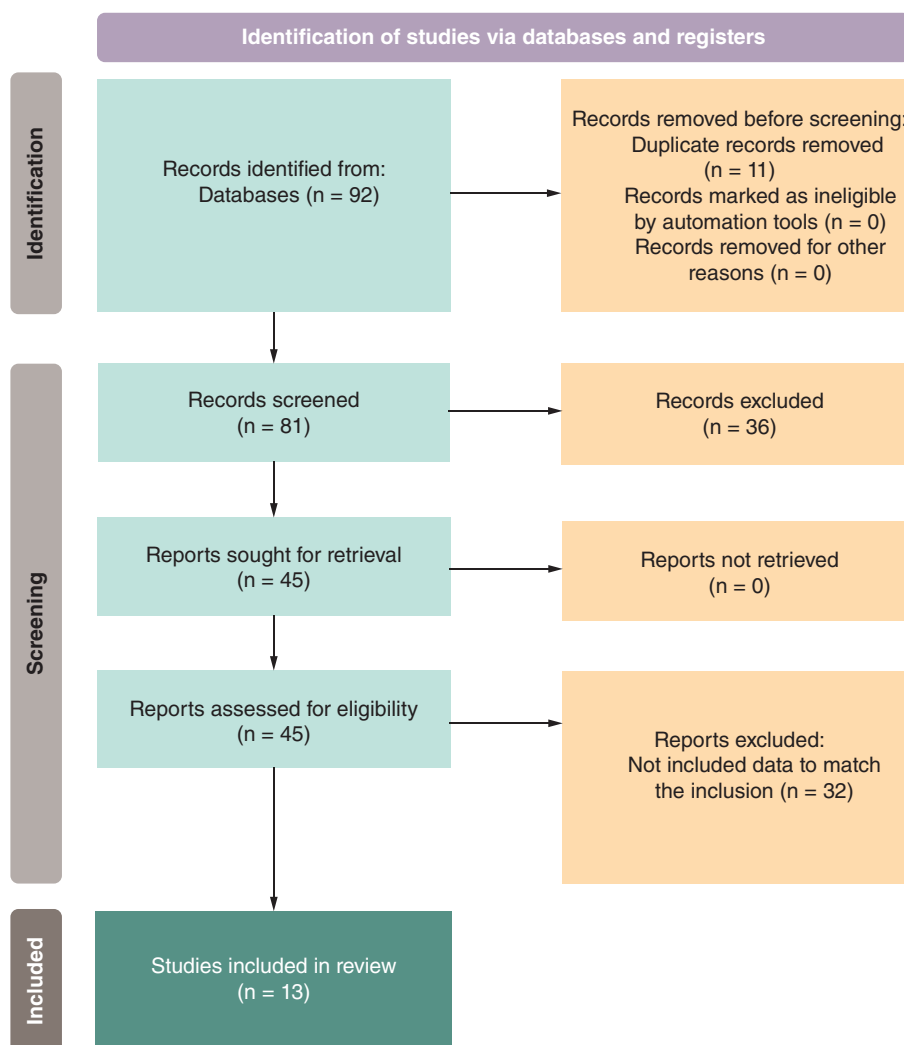 Identification of studies via databases and registers
Identification
Records identified from:
Databases (n = 92)
Records removed before screening:
Duplicate records removed
(n = 11)
Records marked as ineligible
by automation tools (n = 0)
Records removed for other
reasons (n = 0)
Screening
Records screened
(n = 81)
Records excluded
(n = 36)
Reports sought for retrieval
(n = 45)
Reports not retrieved
(n = 0)
Reports assessed for eligibility
(n = 45)
Reports excluded:
Not included data to match
the inclusion (n = 32)
Included
Studies included in review
(n = 13)